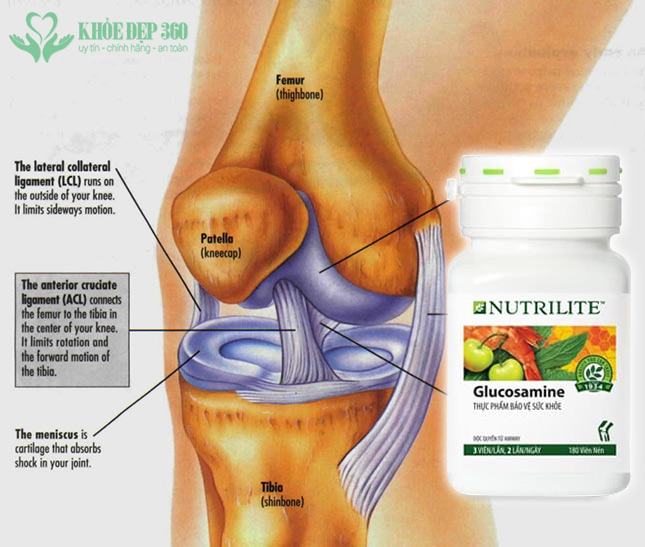 KHỎE ĐẸP 360
uy tín - chính hãng - an toàn
Femur
(thighbone)
The lateral collateral
ligament (LCL) runs on
the outside of your knee.
It limits sideways motion.
Patella
(kneecap)
The anterior cruciate
ligament (ACL) connects
the femur to the tibia in
the center of your knee.
It limits rotation and
the forward motion of
the tibia.
The meniscus is
cartilage that absorbs
shock in your joint.
Tibia
(shinbone)
NUTRILITE™
1934
Glucosamine
THỰC PHẨM BẢO VỆ SỨC KHỎE
ĐỘC QUYỀN TỪ AMWAY
3 VIÊN/LẦN, 2 LẦN/NGÀY 180 Viên Nén